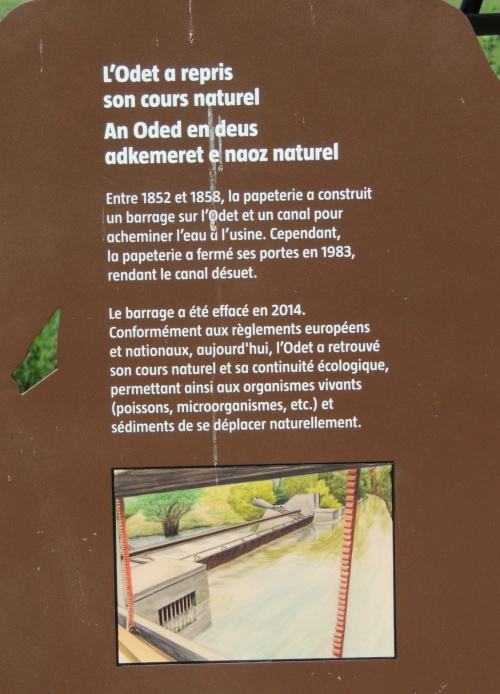 L'Odet a repris
son cours naturel
An Oded en deus
adkemeret e naoz naturel
Entre 1852 et 1858, la papeterie a construit
un barrage sur l'Odet et un canal pour
acheminer l'eau à l'usine. Cependant,
la papeterie a fermé ses portes en 1983,
rendant le canal désuet.
Le barrage a été effacé en 2014.
Conformément aux règlements européens
et nationaux, aujourd'hui, l'Odet a retrouvé
son cours naturel et sa continuité écologique,
permettant ainsi aux organismes vivants
(poissons, microorganismes, etc.) et
sédiments de se déplacer naturellement.